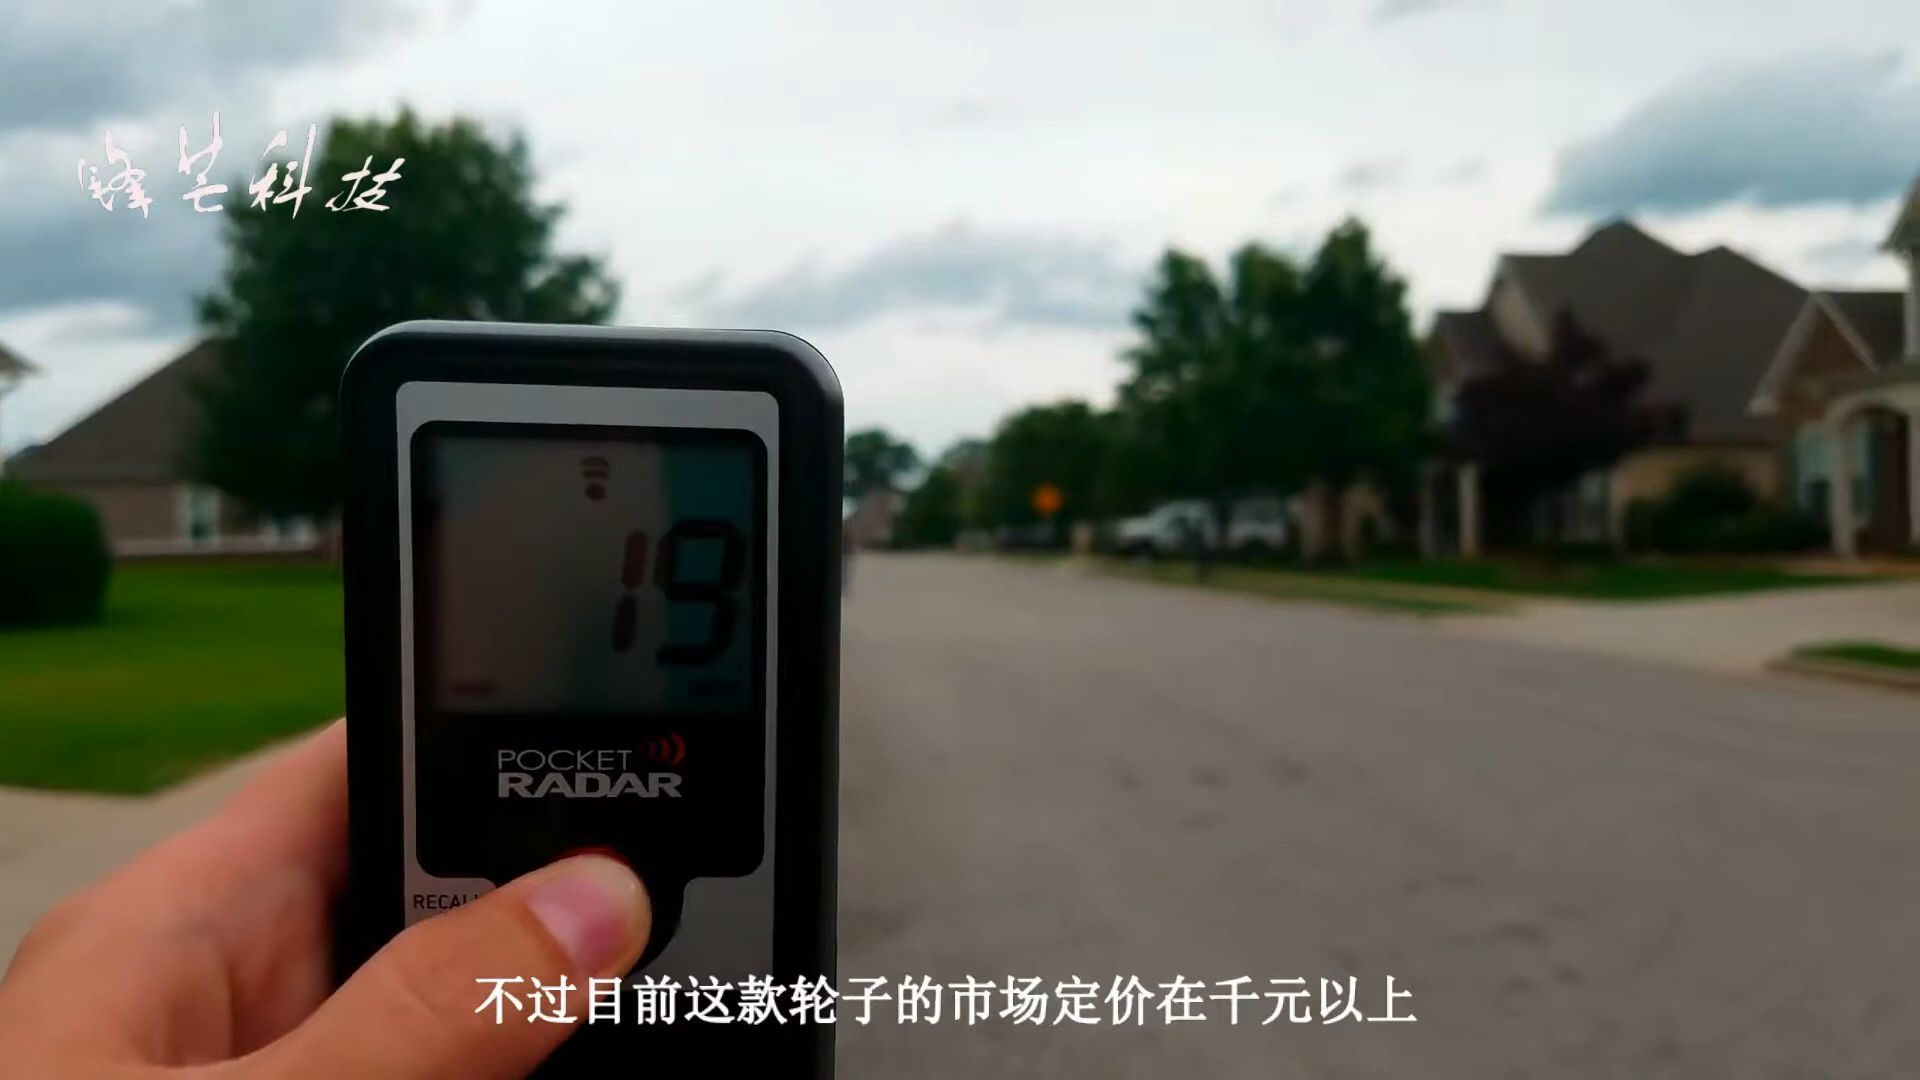 锋芒科技
19
POCKET
RADAR
RECALL
不过目前这款轮子的市场定价在千元以上